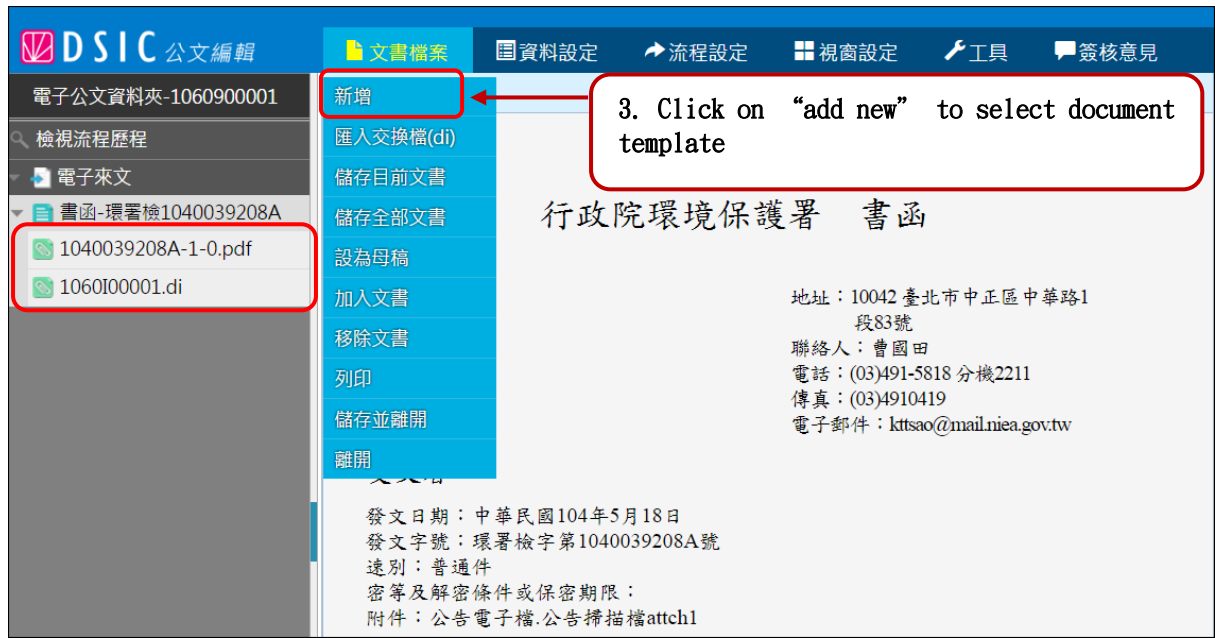 DSIC 公文編輯
文書檔案 資料設定 流程設定 視窗設定 工具 簽核意見
電子公文資料夾-1060900001
檢視流程歷程
電子來文
書函-環署檢1040039208A
1040039208A-1-0.pdf
1060I00001.di
新增
匯入交換檔(di)
儲存目前文書
儲存全部文書
設為母稿
加入文書
移除文書
列印
儲存並離開
離開
3. Click on “add new” to select document
template
行政院環境保護署 書函
地址：10042臺北市中正區中華路1
段83號
聯絡人：曹國田
電話：(03)491-5818 分機2211
傳真：(03)4910419
電子郵件：kttsao@mail.niea.gov.tw
發文日期：中華民國104年5月18日
發文字號：環署檢字第1040039208A號
速別：普通件
密等及解密條件或保密期限：
附件：公告電子檔.公告掃描檔attch1